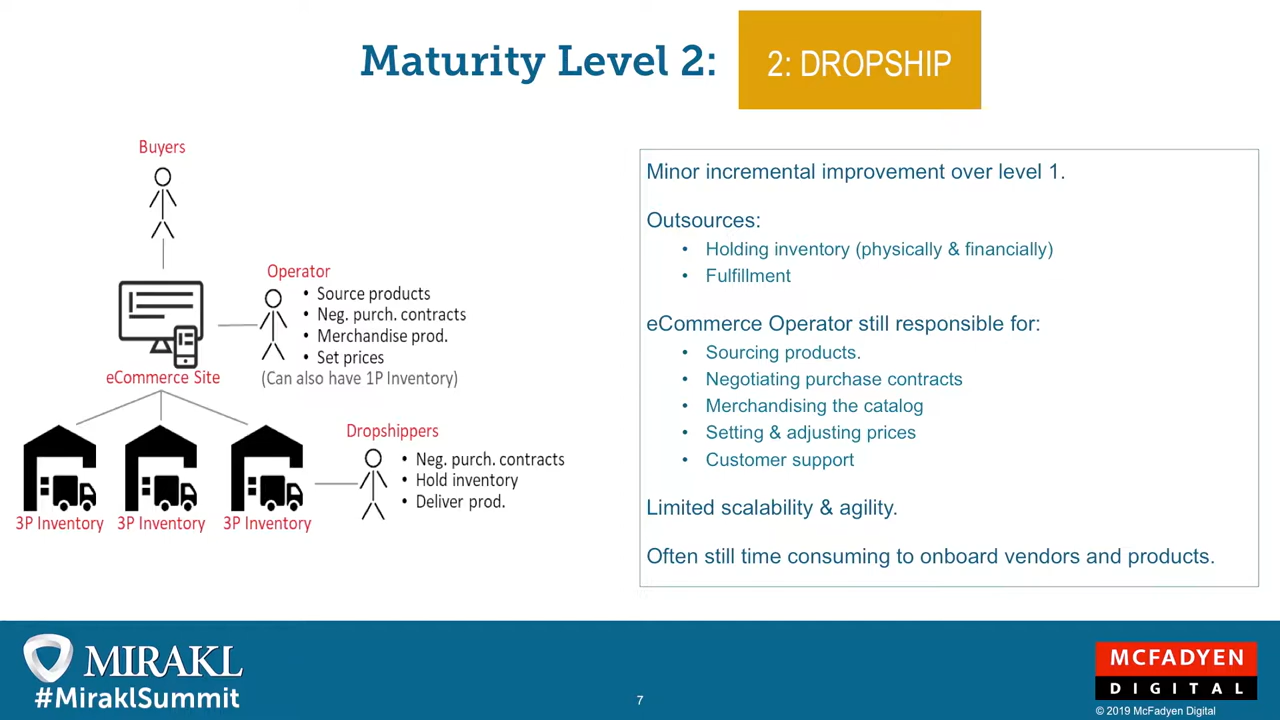 Maturity Level 2:
2: DROPSHIP
Buyers
Operator
• Source products
• Neg. purch. contracts
• Merchandise prod.
• Set prices
(Can also have 1P Inventory)
eCommerce Site
Dropshippers
• Neg. purch. contracts
• Hold inventory
• Deliver prod.
3P Inventory 3P Inventory 3P Inventory
Minor incremental improvement over level 1.
Outsources:
• Holding inventory (physically & financially)
• Fulfillment
eCommerce Operator still responsible for:
• Sourcing products.
• Negotiating purchase contracts
• Merchandising the catalog
• Setting & adjusting prices
• Customer support
Limited scalability & agility.
Often still time consuming to onboard vendors and products.
MIRAKL
#MiraklSummit
7
MCFADYEN
DIGITAL
© 2019 McFadyen Digital